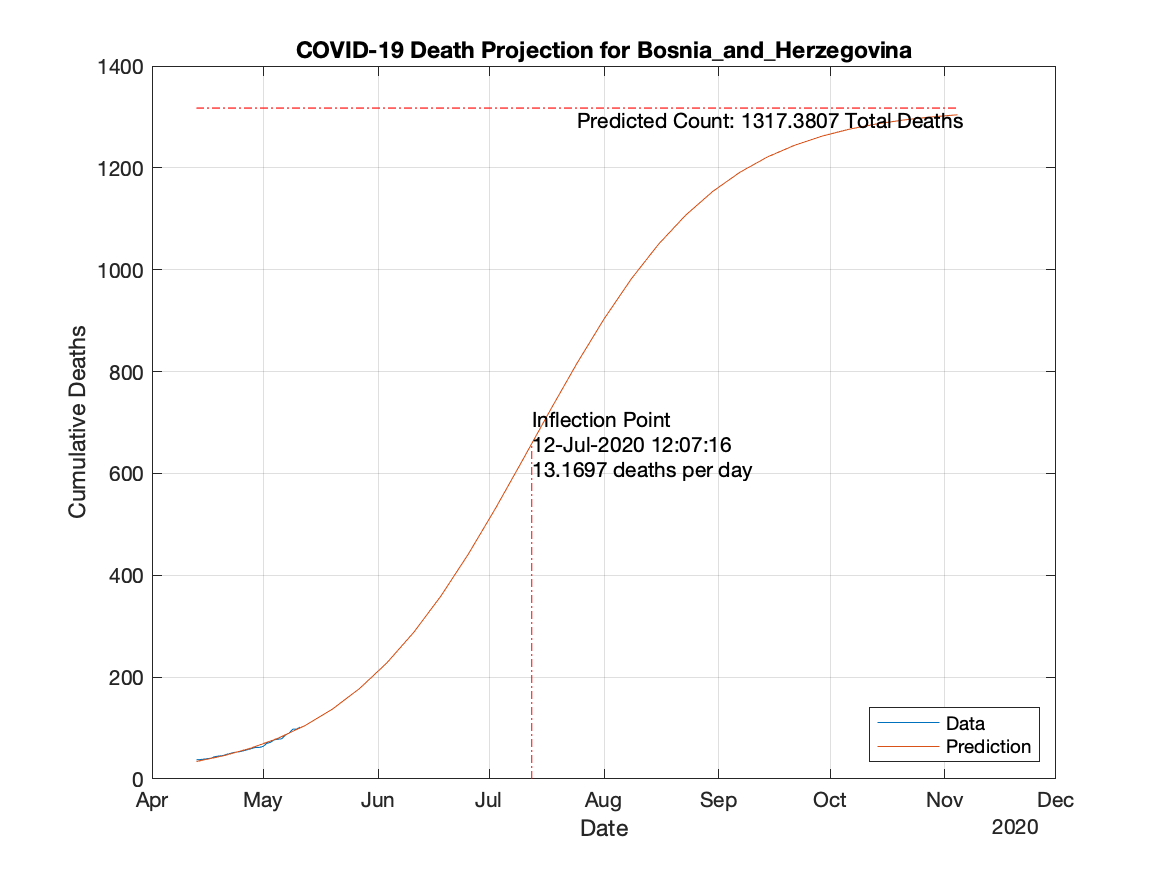 COVID-19 Death Projection for Bosnia_and_Herzegovina
1400
1200
1000
800
600
400
200
0
Cumulative Deaths
Predicted Count: 1317.3807 Total Deaths
Inflection Point
12-Jul-2020 12:07:16
13.1697 deaths per day
Data
Prediction
Apr May Jun Jul Aug Sep Oct Nov Dec
Date
2020